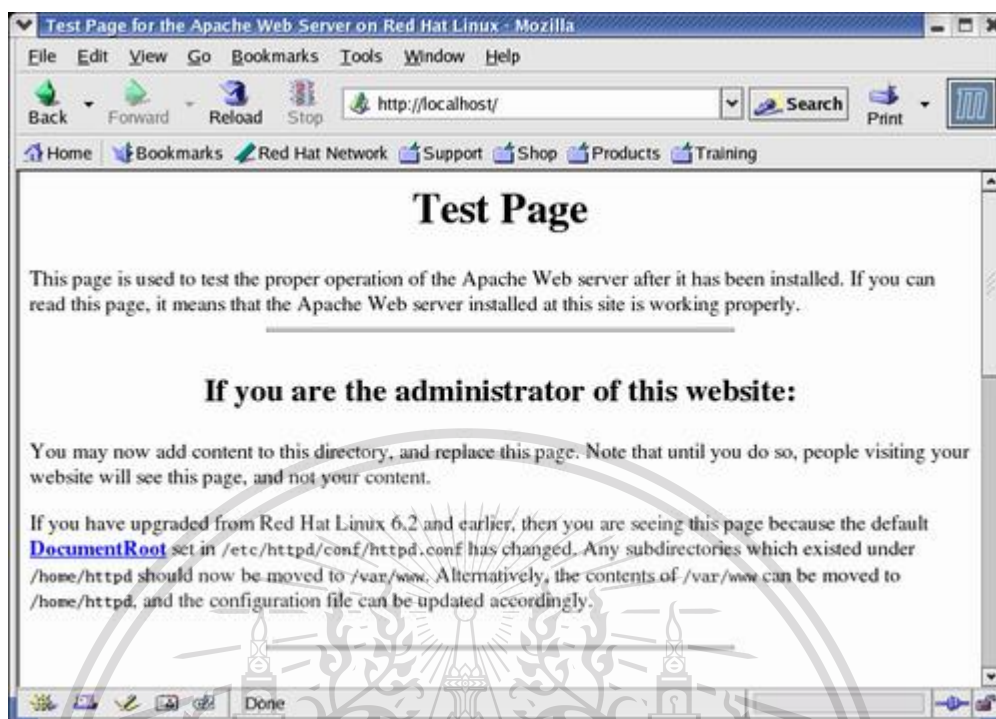 Test Page for the Apache Web Server on Red Hat Linux - Mozilla
File Edit View Go Bookmarks Tools Window Help
Back Forward Reload Stop http://localhost/ Search Print
Home Bookmarks Red Hat Network Support Shop Products Training
Test Page
This page is used to test the proper operation of the Apache Web server after it has been installed. If you can
read this page, it means that the Apache Web server installed at this site is working properly.
If you are the administrator of this website:
You may now add content to this directory, and replace this page. Note that until you do so, people visiting your
website will see this page, and not your content.
If you have upgraded from Red Hat Linux 6.2 and earlier, then you are seeing this page because the default
DocumentRoot set in /etc/httpd/conf/httpd.conf has changed. Any subdirectories which existed under
/home/httpd should now be moved to /var/www. Alternatively, the contents of /var/www can be moved to
/home/httpd, and the configuration file can be updated accordingly.
Done